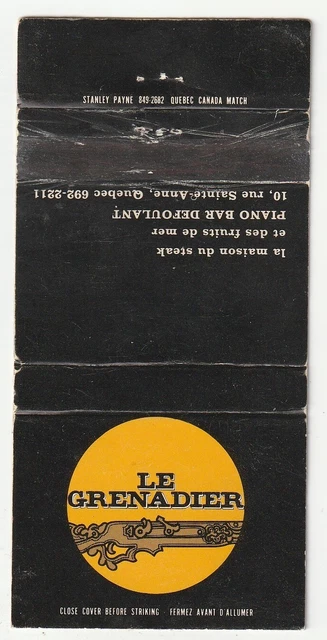 STANLEY PAYNE 849-2682 QUEBEC CANADA MATCH
la maison du steak
et des fruits de mer
PIANO BAR DEFOULANT
10, rue Sainte-Anne, Quebec 692-2211
LE
GRENADIER
CLOSE COVER BEFORE STRIKING FERMEZ AVANT D'ALLUMER